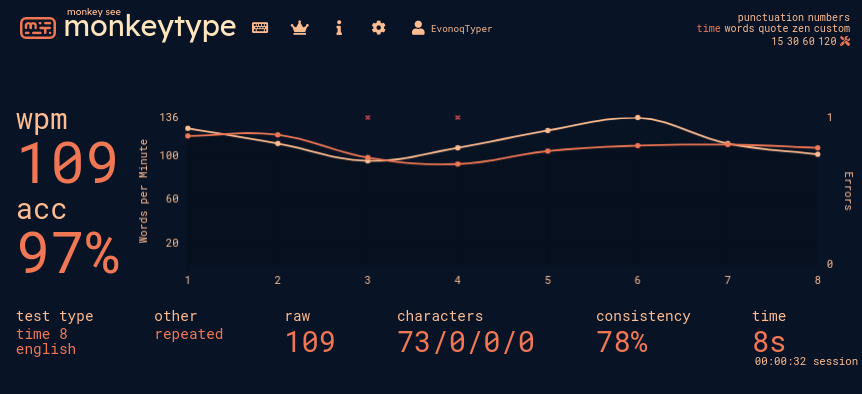 monkey see
monkeytype
EvonoqTyper
punctuation numbers
time words quote zen custom
15 30 60 120
wpm
109
acc
97%
136
100
60
20
Words per Minute
1 2 3 4 5 6 7 8
1
0
Errors
test type
time 8
english
other
repeated
raw
109
characters
73/0/0/0
consistency
78%
time
8s
00:00:32 session